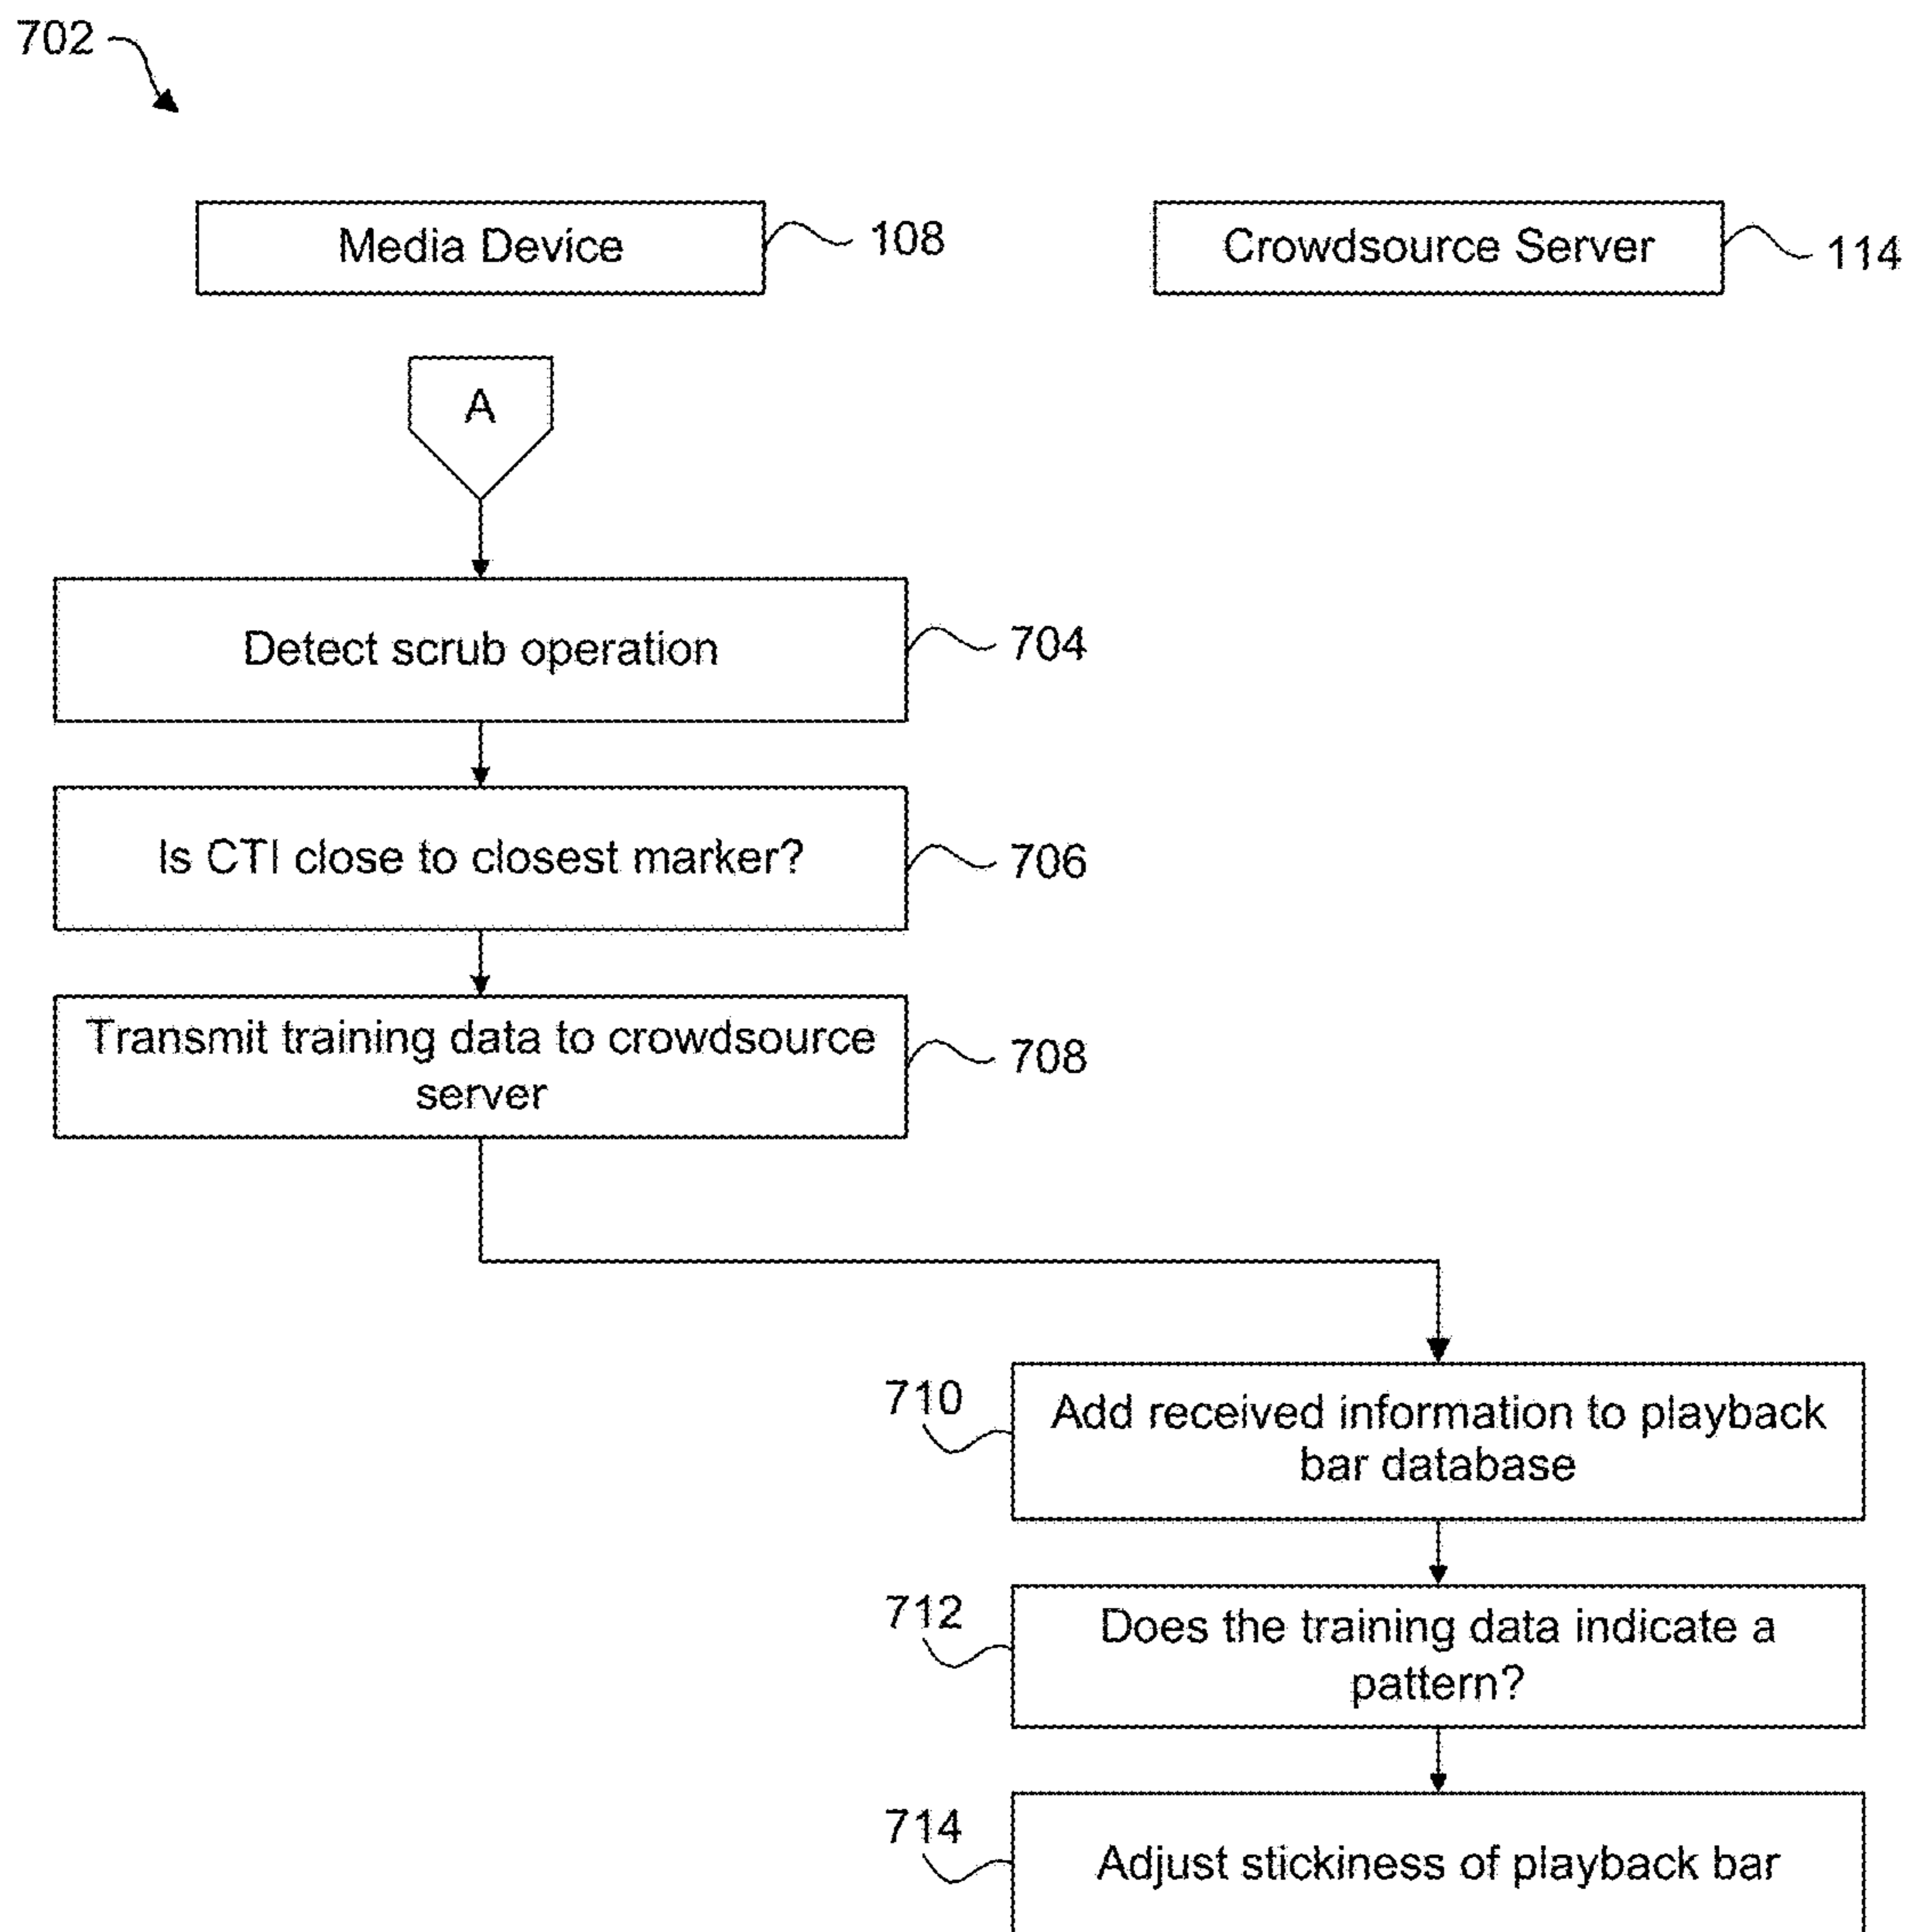 702
Media Device
108
Crowdsource Server
114
A
Detect scrub operation
704
Is CTI close to closest marker?
706
Transmit training data to crowdsource
server
708
710
Add received information to playback
bar database
712
Does the training data indicate a
pattern?
714
Adjust stickiness of playback bar